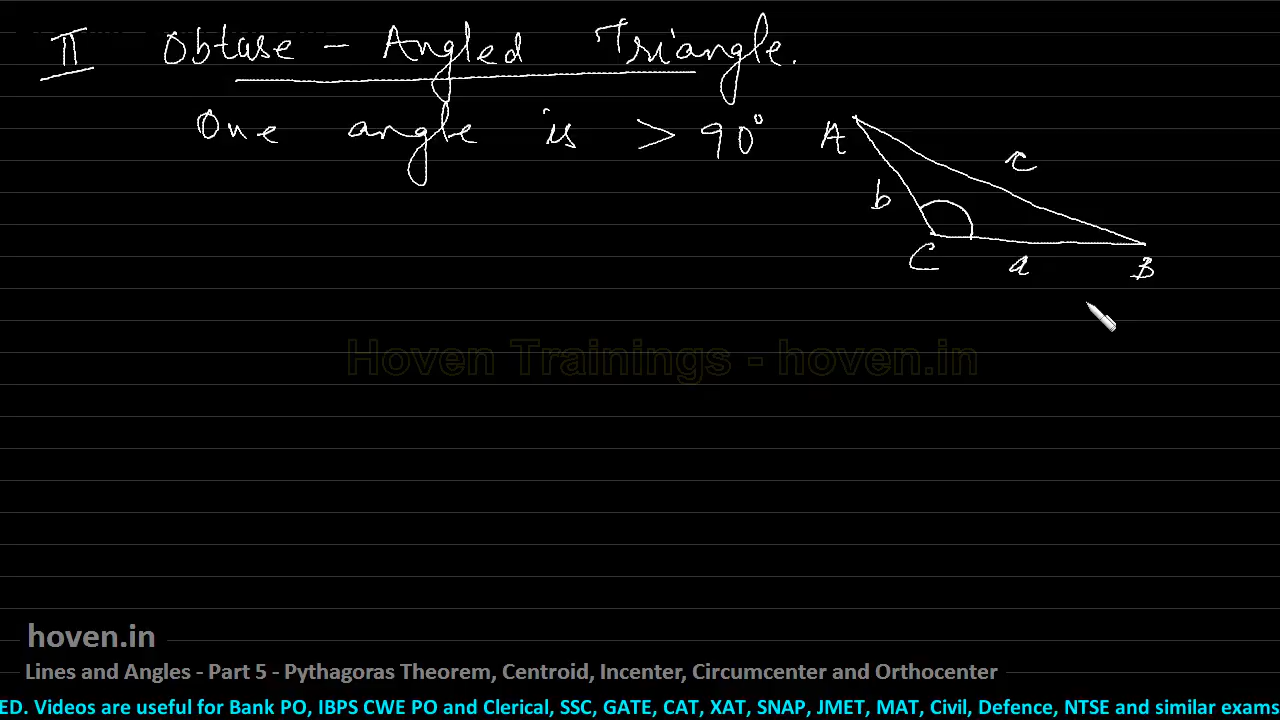 II Obtuse - Angled Triangle.
One angle is > 90°
A
c
b
C
a
B
Hoven Trainings - hoven.in
hoven.in
Lines and Angles - Part 5 - Pythagoras Theorem, Centroid, Incenter, Circumcenter and Orthocenter
ED. Videos are useful for Bank PO, IBPS CWE PO and Clerical, SSC, GATE, CAT, XAT, SNAP, JMET, MAT, Civil, Defence, NTSE and similar exams